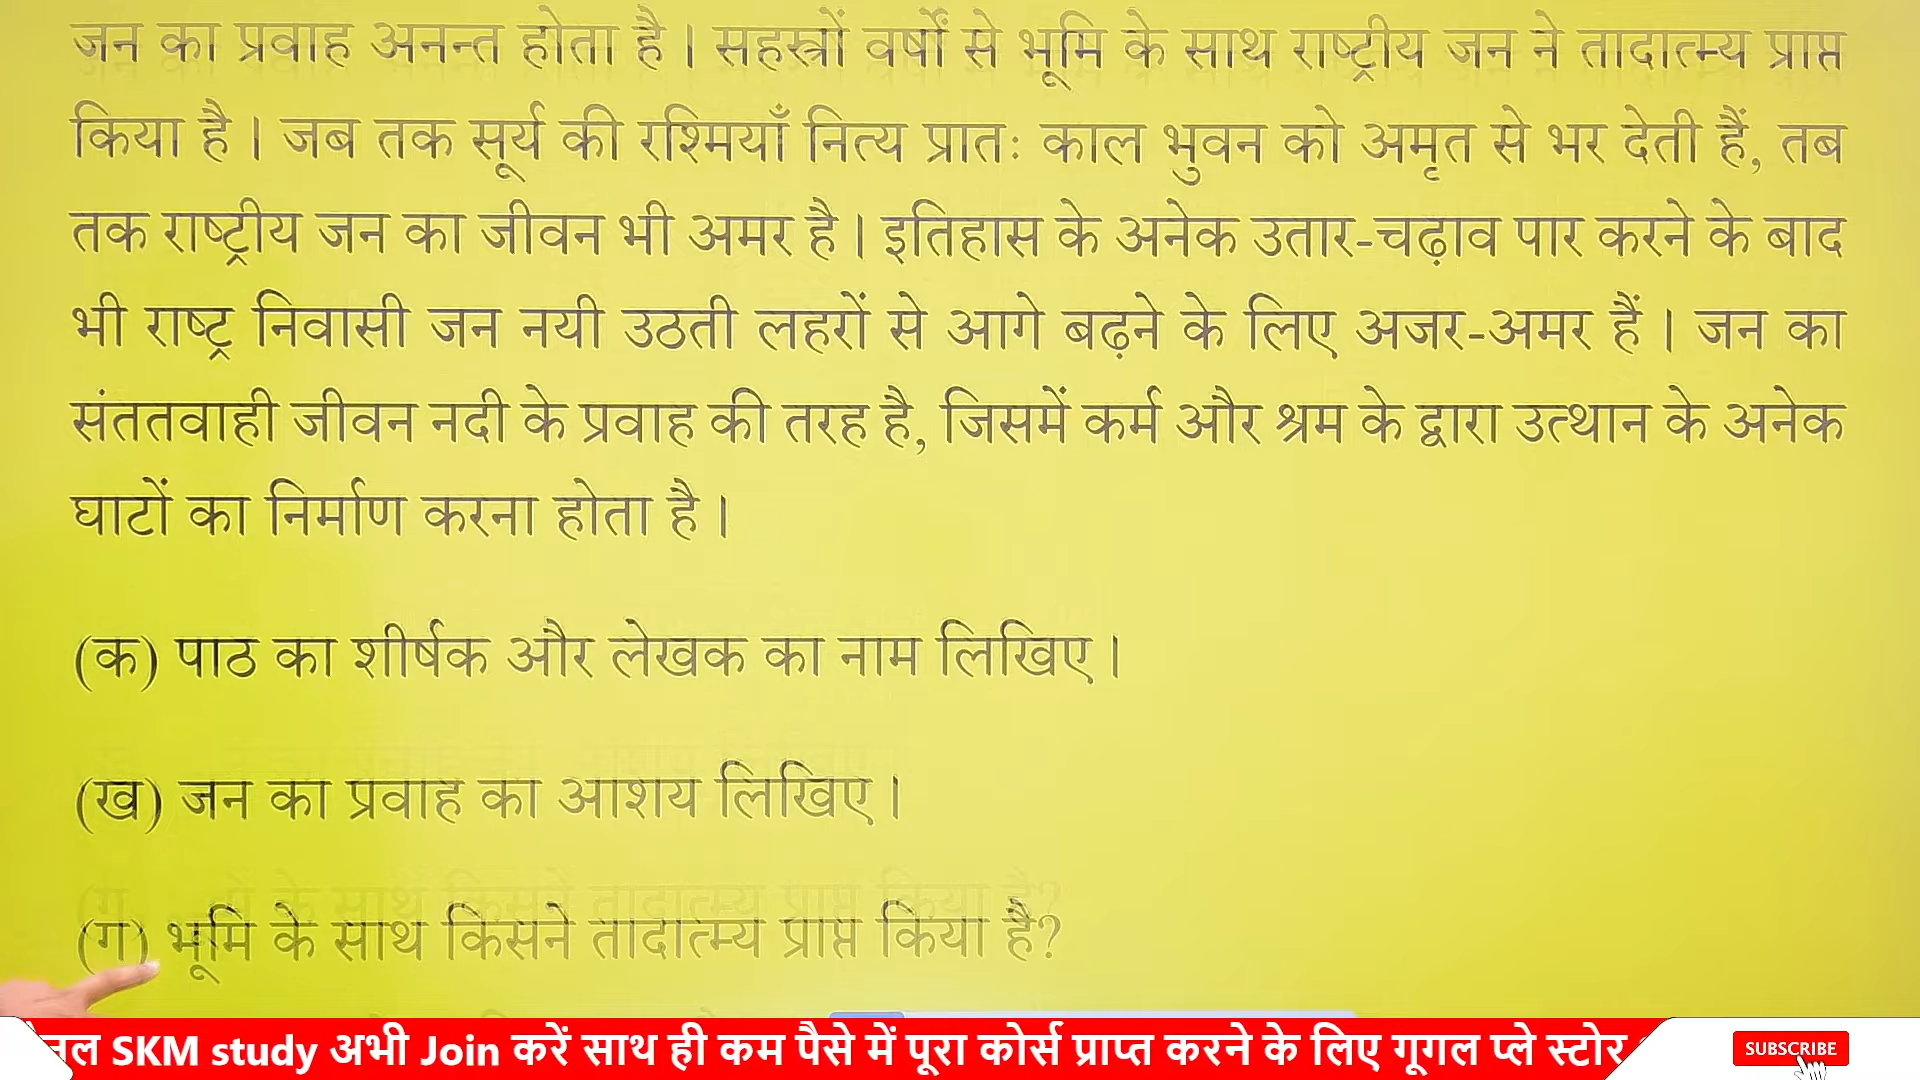 जन का प्रवाह अनन्त होता है। सहस्त्रों वर्षों से भूमि के साथ राष्ट्रीय जन ने तादात्म्य प्राप्त
किया है। जब तक सूर्य की रश्मियाँ नित्य प्रातः काल भुवन को अमृत से भर देती हैं, तब
तक राष्ट्रीय जन का जीवन भी अमर है। इतिहास के अनेक उतार-चढ़ाव पार करने के बाद
भी राष्ट्र निवासी जन नयी उठती लहरों से आगे बढ़ने के लिए अजर-अमर हैं। जन का
संततवाही जीवन नदी के प्रवाह की तरह है, जिसमें कर्म और श्रम के द्वारा उत्थान के अनेक
घाटों का निर्माण करना होता है।
(क) पाठ का शीर्षक और लेखक का नाम लिखिए।
(ख) जन का प्रवाह का आशय लिखिए।
(ग) भूमि के साथ किसने तादात्म्य प्राप्त किया है?
SKM study अभी Join करें साथ ही कम पैसे में पूरा कोर्स प्राप्त करने के लिए गूगल प्ले स्टोर
SUBSCRIBE